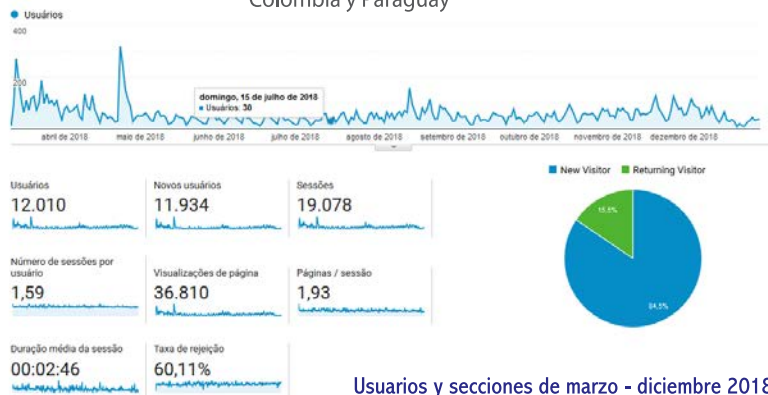 Colombia y Paraguay
Usuários
400
200
domingo, 15 de julho de 2018
Usuários: 30
abril de 2018 maio de 2018 junho de 2018 julho de 2018 agosto de 2018 setembro de 2018 outubro de 2018 novembro de 2018 dezembro de 2018
New Visitor Returning Visitor
Usuários Novos usuários Sessões
12.010 11.934 19.078
15,5%
Número de sessões por
usuário Visualizações de página Páginas / sessão
1,59 36.810 1,93
84,5%
Duração média da sessão Taxa de rejeição
00:02:46 60,11%
Usuarios y secciones de marzo - diciembre 2018